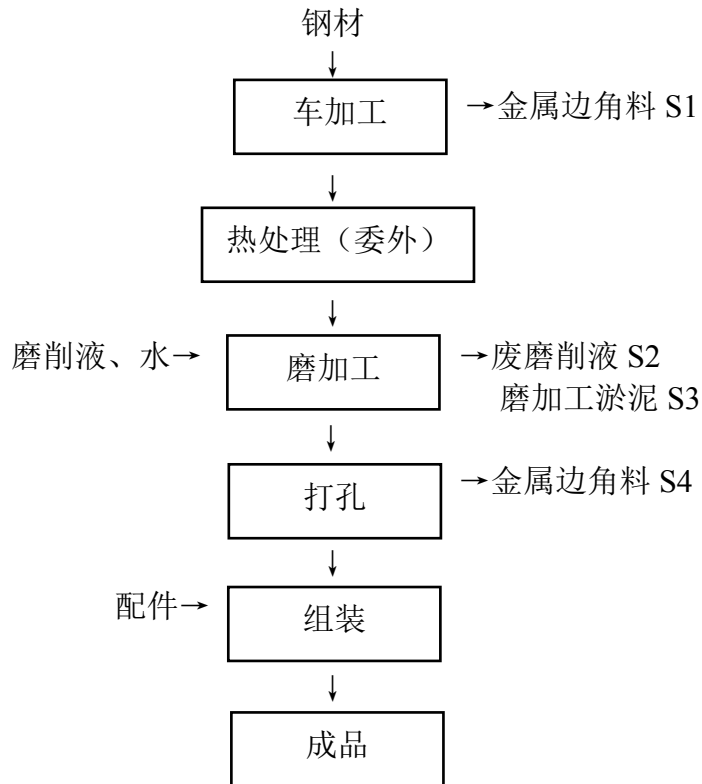 钢材
↓
车加工 →金属边角料 S1
↓
热处理（委外）
↓
磨削液、水→ 磨加工 →废磨削液 S2
磨加工淤泥 S3
↓
打孔 →金属边角料 S4
↓
配件→ 组装
↓
成品